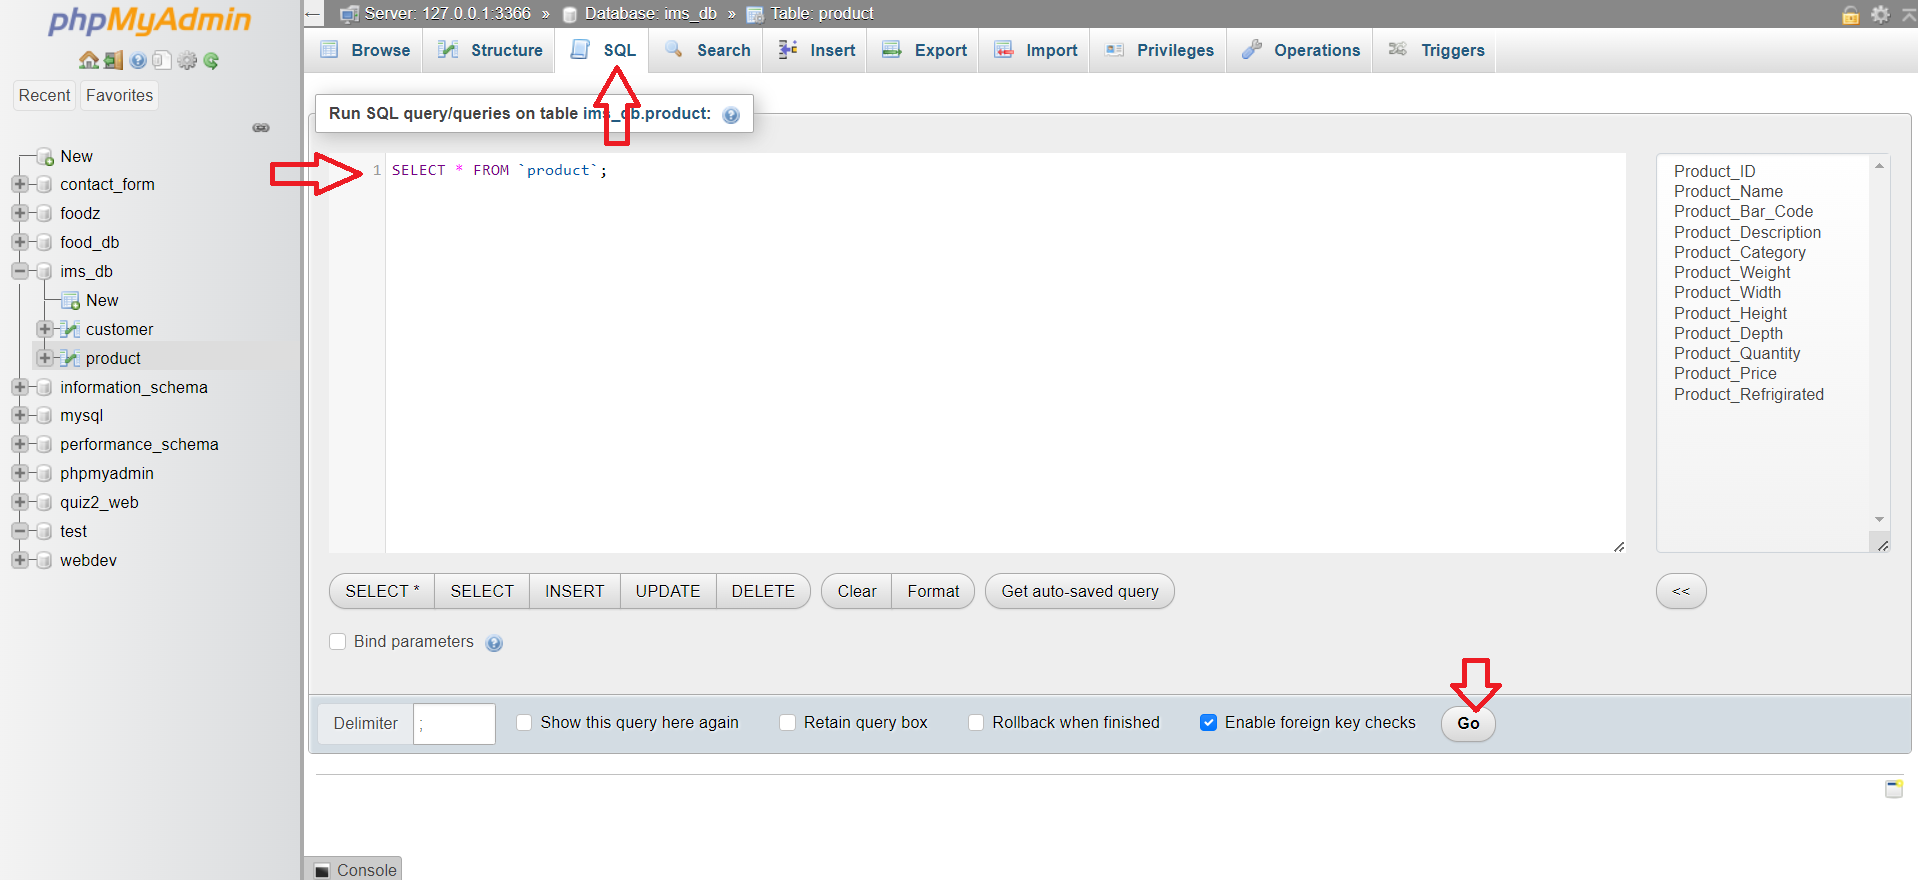 phpMyAdmin
Recent
Favorites
New
contact_form
foodz
food_db
ims_db
New
customer
product
information_schema
mysql
performance_schema
phpmyadmin
quiz2_web
test
webdev
Server: 127.0.0.1:3366 » Database: ims_db » Table: product
Browse
Structure
SQL
Search
Insert
Export
Import
Privileges
Operations
Triggers
Run SQL query/queries on table ims_db.product:
1 SELECT * FROM `product`;
Product_ID
Product_Name
Product_Bar_Code
Product_Description
Product_Category
Product_Weight
Product_Width
Product_Height
Product_Depth
Product_Quantity
Product_Price
Product_Refrigirated
SELECT *
SELECT
INSERT
UPDATE
DELETE
Clear
Format
Get auto-saved query
<<
Bind parameters
Delimiter ;
Show this query here again
Retain query box
Rollback when finished
Enable foreign key checks
Go
Console